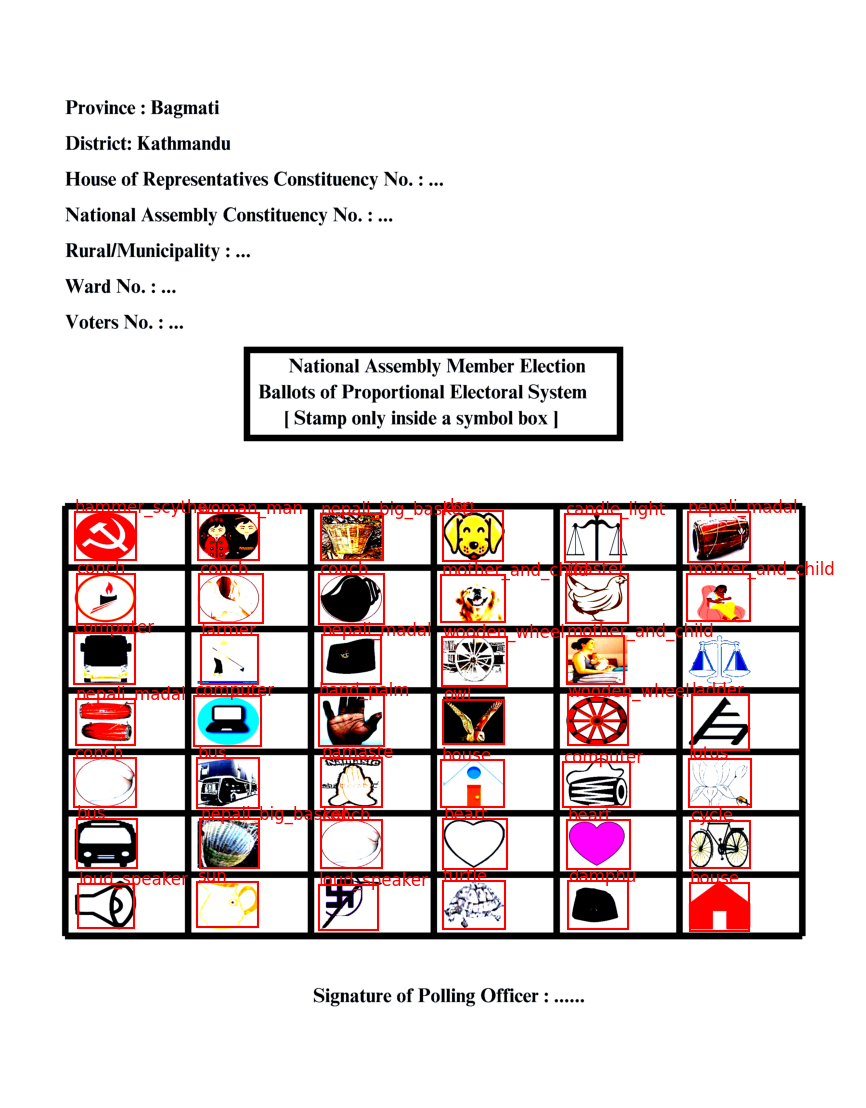 Province : Bagmati
District: Kathmandu
House of Representatives Constituency No. : ...
National Assembly Constituency No. : ...
Rural/Municipality : ...
Ward No. : ...
Voters No. : ...
National Assembly Member Election
Ballots of Proportional Electoral System
[ Stamp only inside a symbol box ]
hammer_scythe woman_man nepali_big_basket dog candle_light nepali_madal
conch conch conch mother_and_child mother_and_child
computer farmer nepali_madal wooden_wheel mother_and_child
nepali_madal computer hand_palm owl wooden_wheel ladder
conch bus namaste house computer lotus
NAMASTE
bus nepali_big_basket conch heart heart cycle
loud_speaker sun loud_speaker turtle damphu house
Signature of Polling Officer : ......